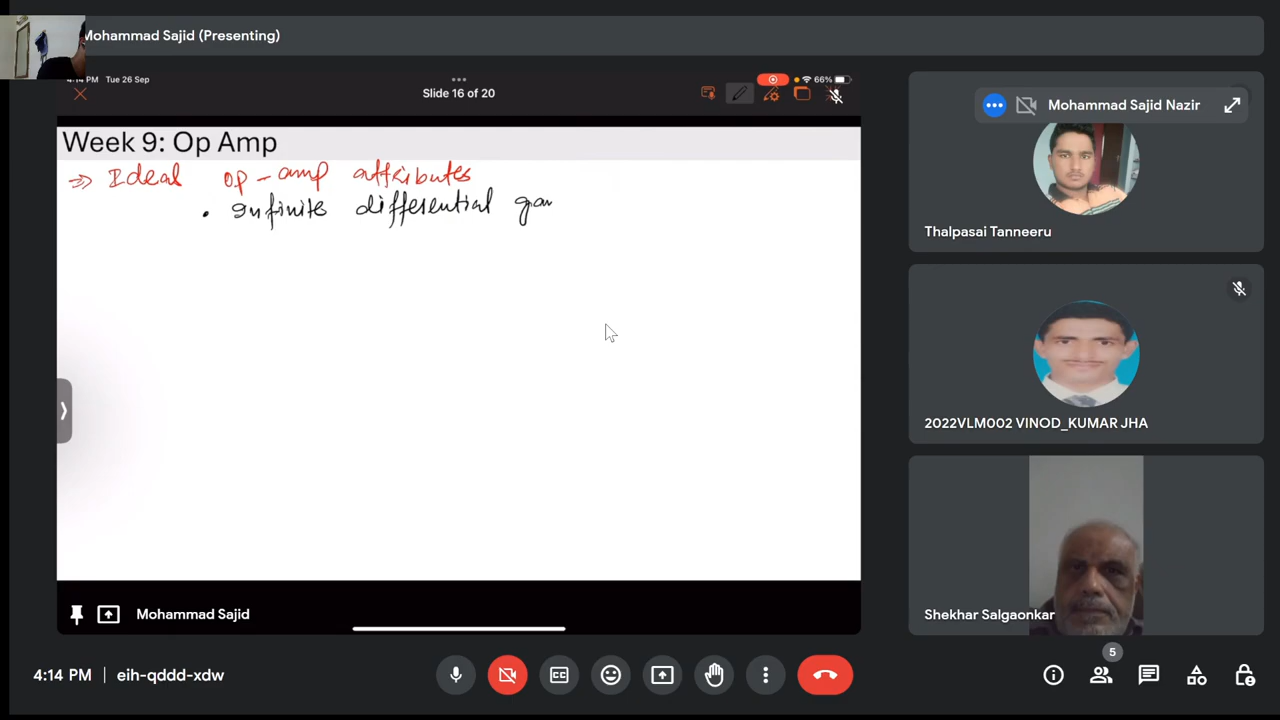 Mohammad Sajid (Presenting)
4:14 PM Tue 26 Sep
66%
Slide 16 of 20
Week 9: Op Amp
⇒ Ideal op-amp attributes
• Infinite differential gai
Mohammad Sajid
Mohammad Sajid Nazir
Thalpasai Tanneeru
2022VLM002 VINOD_KUMAR JHA
Shekhar Salgaonkar
4:14 PM | eih-qddd-xdw
5